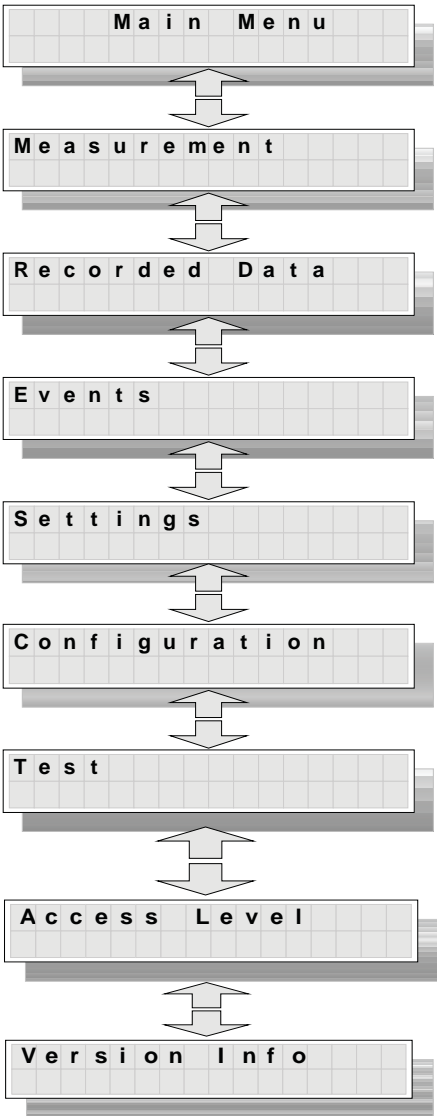 Main Menu
Measurement
Recorded Data
Events
Settings
Configuration
Test
Access Level
Version Info